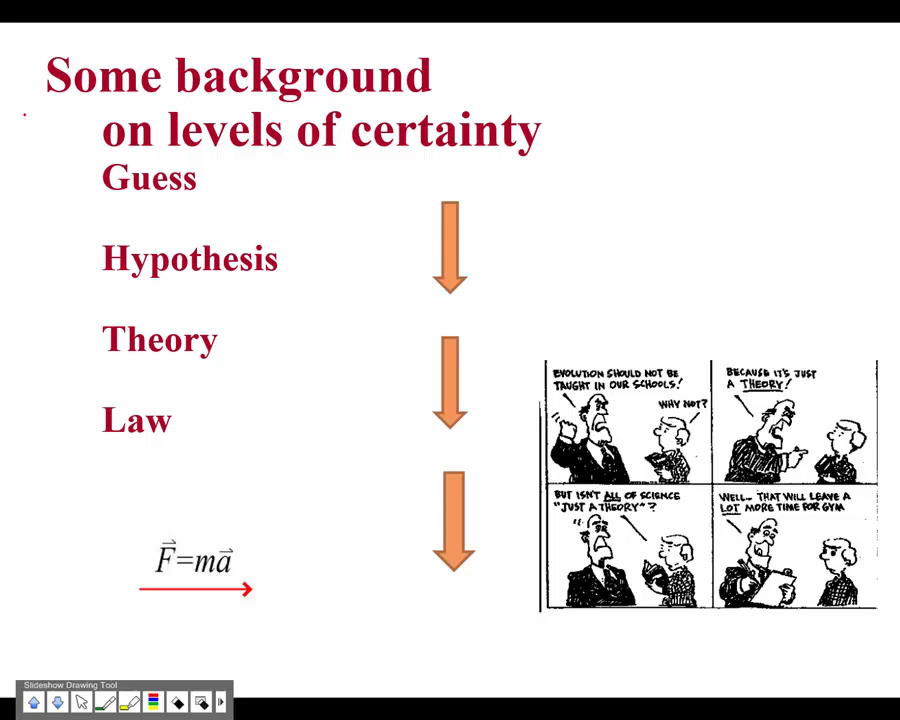 Some background
on levels of certainty
Guess
Hypothesis
Theory
Law
F⃗=ma⃗
EVOLUTION SHOULD NOT BE
TAUGHT IN OUR SCHOOLS!
WHY NOT?
BECAUSE IT'S JUST
A THEORY!
BUT ISN'T ALL OF SCIENCE
"JUST A THEORY"?
WELL... THAT WILL LEAVE A
LOT MORE TIME FOR GYM
Slideshow Drawing Tool